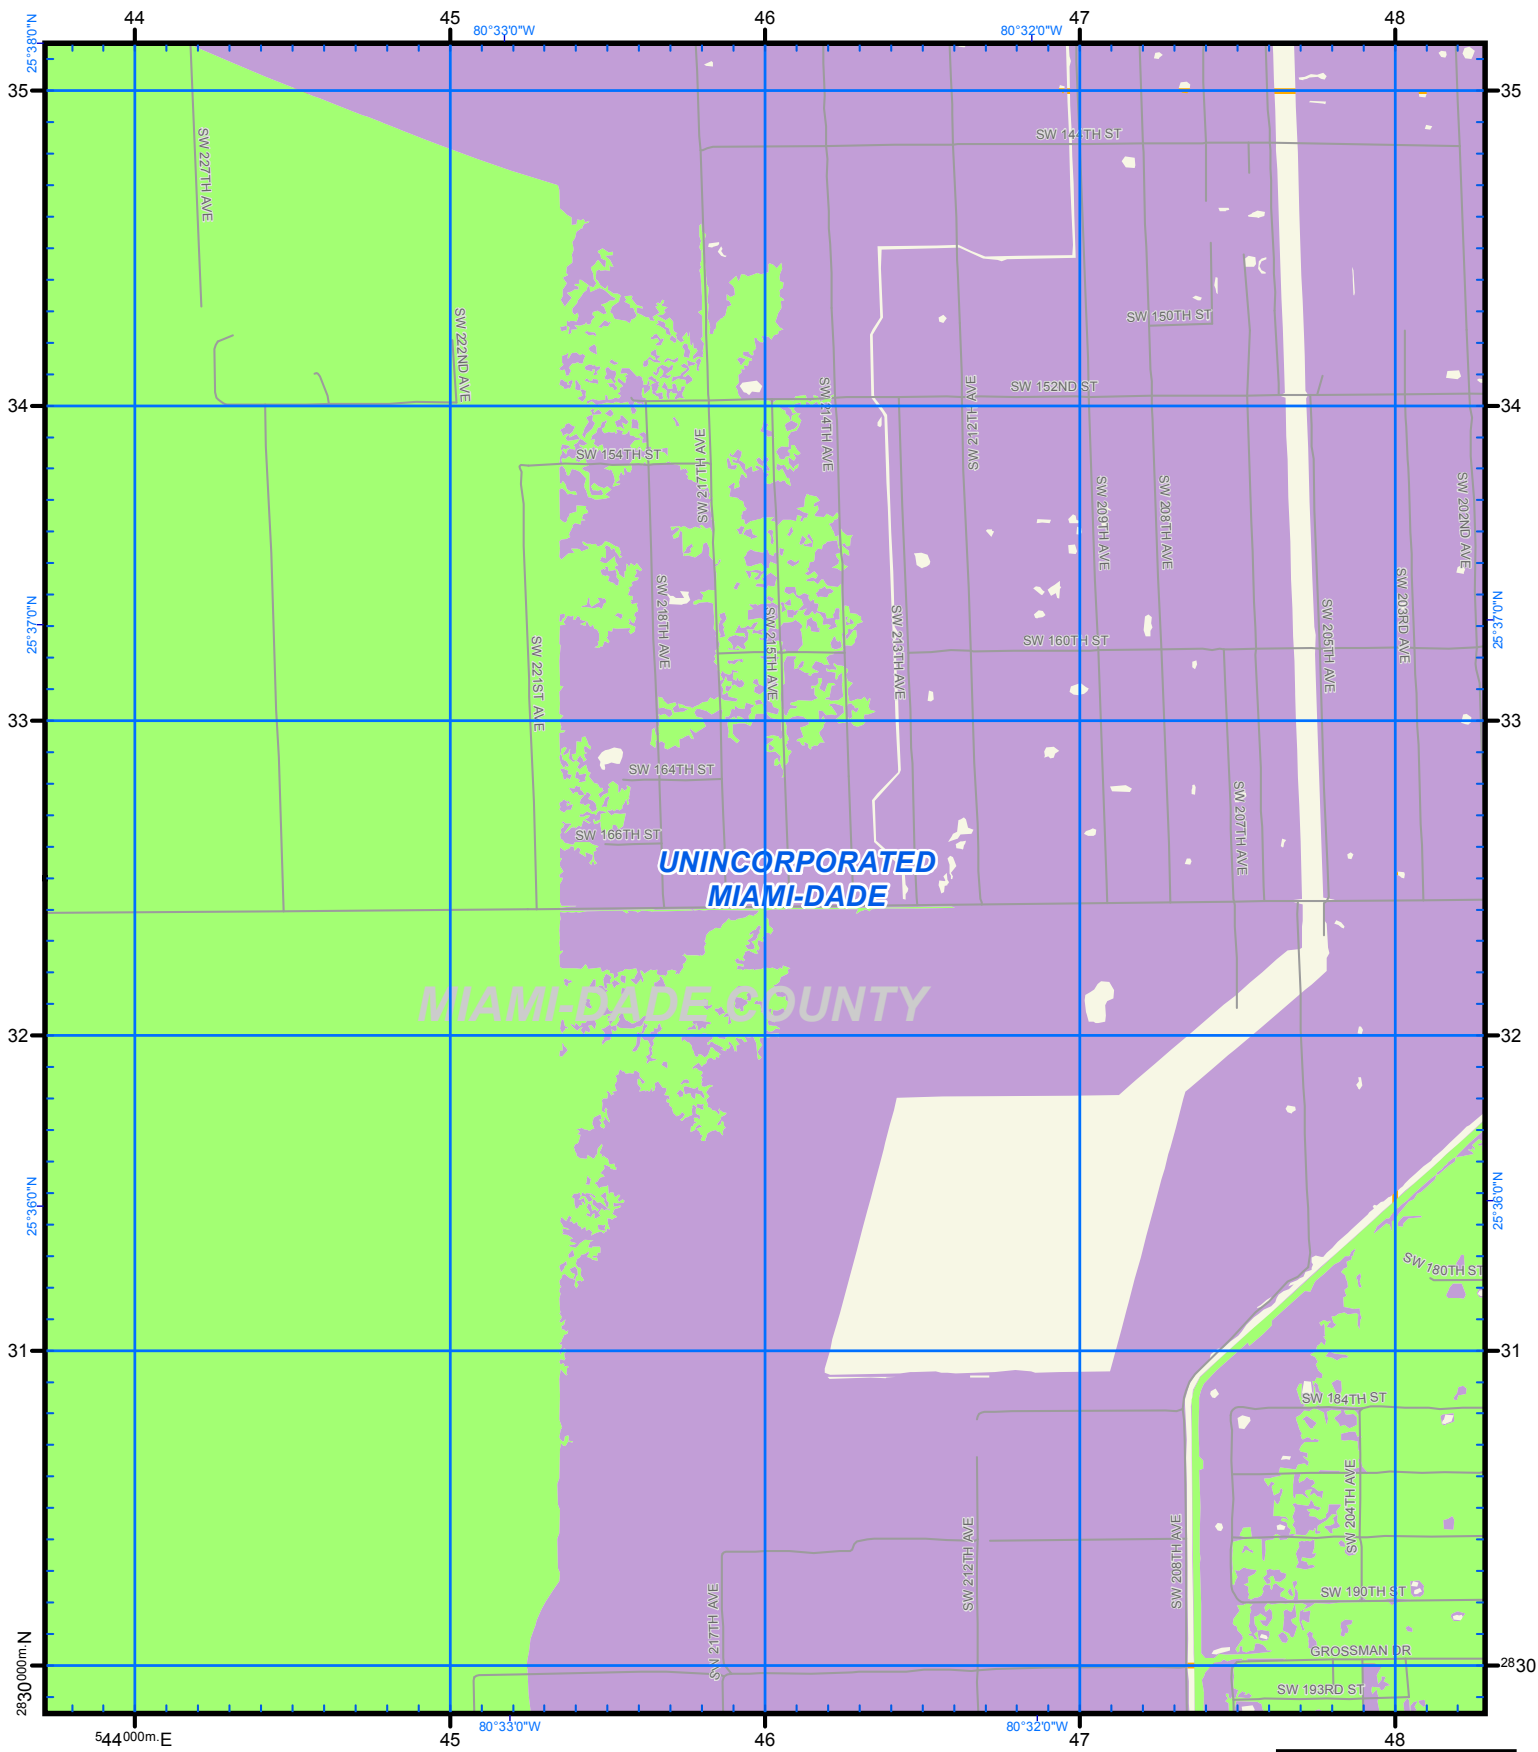 44 45 46 47 48
80°33'0"W 80°32'0"W
25°38'0"N
35 35
SW 144TH ST
SW 227TH AVE
SW 150TH ST
SW 222ND AVE
SW 152ND ST
SW 214TH AVE
SW 212TH AVE
34 34
SW 154TH ST
SW 217TH AVE
SW 209TH AVE
SW 208TH AVE
SW 202ND AVE
25°37'0"N
25°37'0"N
SW 218TH AVE
SW 215TH AVE
SW 213TH AVE
SW 160TH ST
SW 205TH AVE
SW 203RD AVE
SW 221ST AVE
33 33
SW 164TH ST
SW 207TH AVE
SW 166TH ST
UNINCORPORATED
MIAMI-DADE
MIAMI-DADE COUNTY
32 32
25°36'0"N
25°36'0"N
SW 180TH ST
31 31
SW 184TH ST
SW 204TH AVE
SW 212TH AVE
SW 208TH AVE
SW 190TH ST
SW 217TH AVE
GROSSMAN DR
2830000m.N
2830
SW 193RD ST
80°33'0"W 80°32'0"W
544000m.E 45 46 47 48